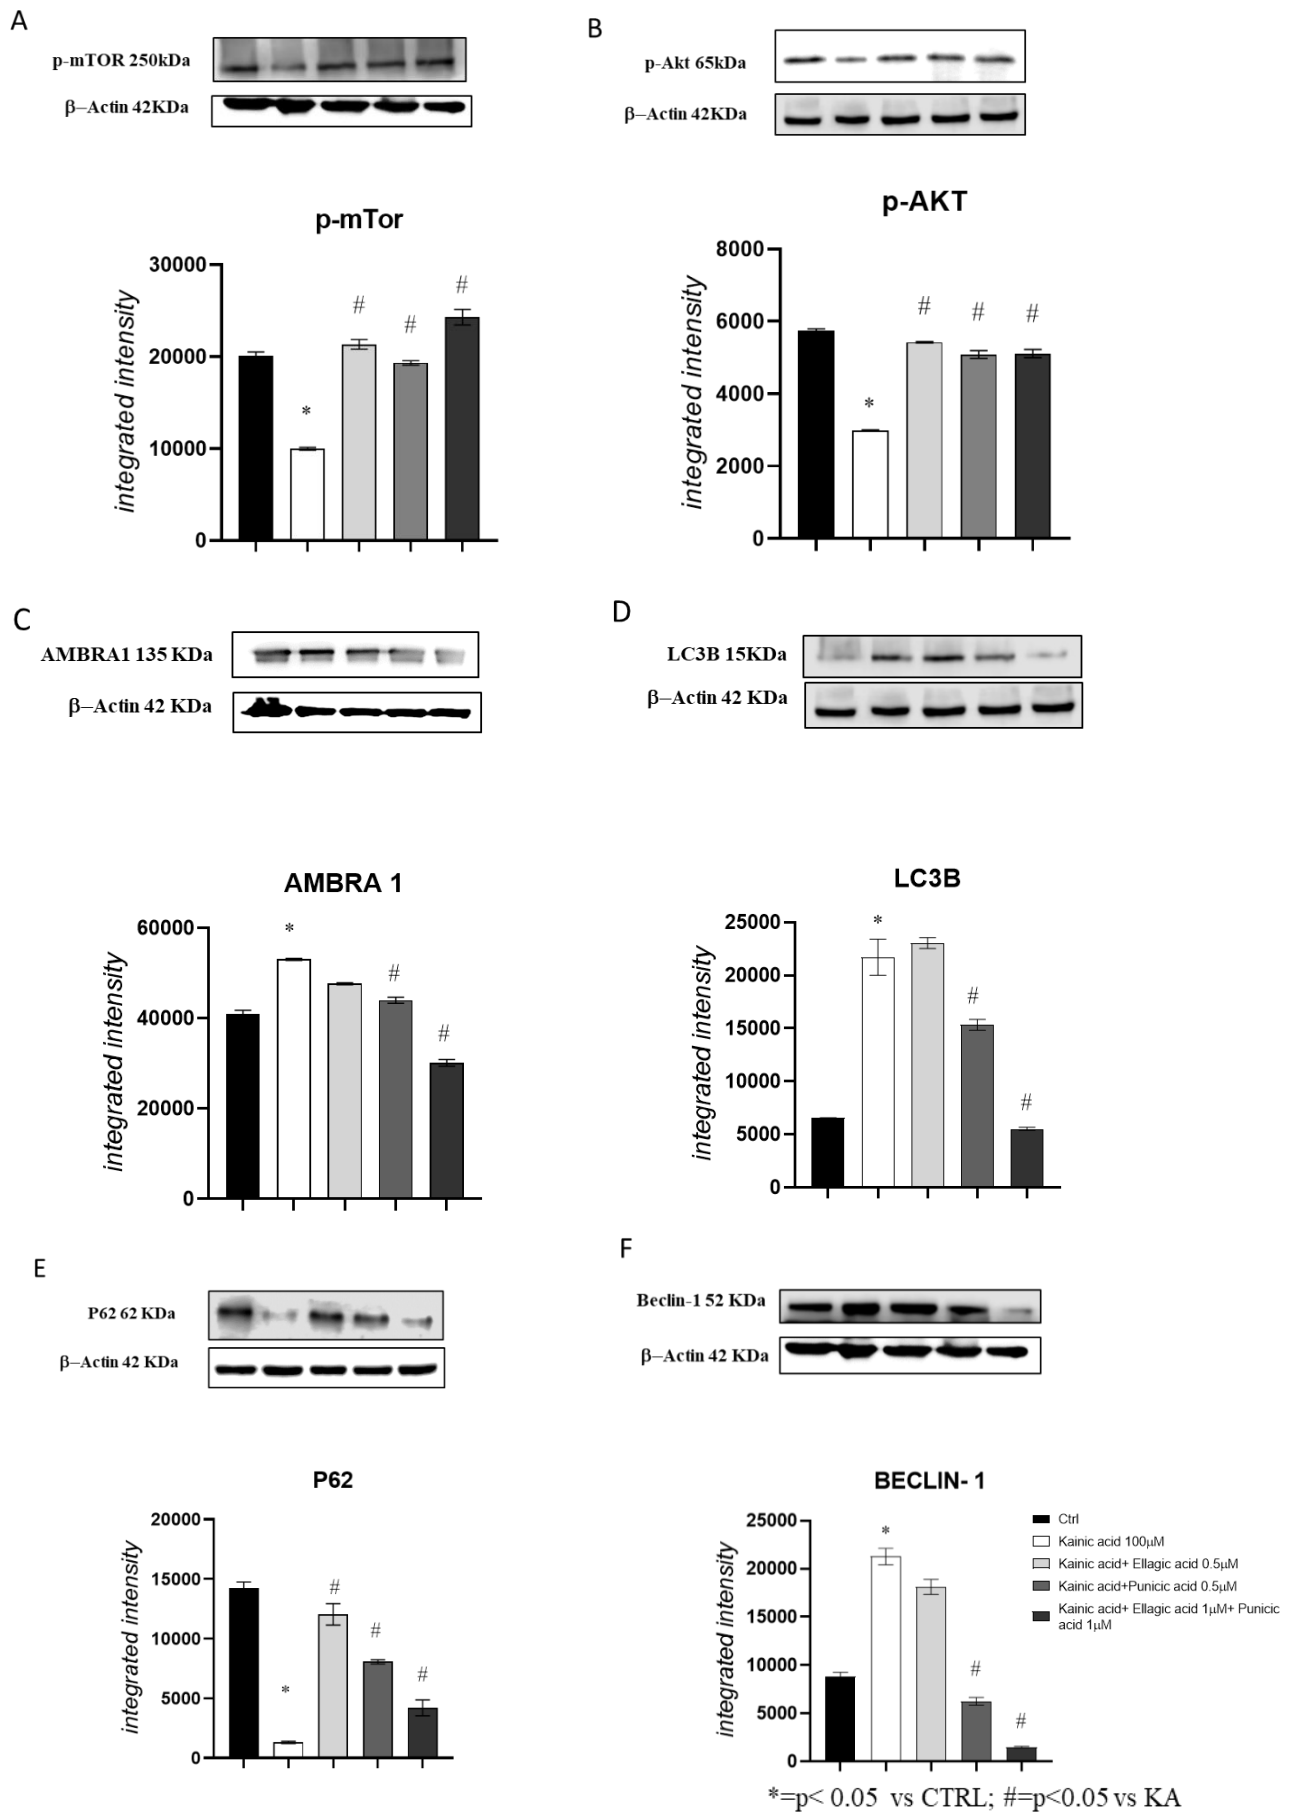 A
p-mTOR 250kDa
β–Actin 42KDa
p-mTor
integrated intensity
30000
20000
10000
0
*
#
#
#
B
p-Akt 65kDa
β–Actin 42KDa
p-AKT
integrated intensity
8000
6000
4000
2000
0
*
#
#
#
C
AMBRA1 135 KDa
β–Actin 42 KDa
AMBRA 1
integrated intensity
60000
40000
20000
0
*
#
#
D
LC3B 15KDa
β–Actin 42 KDa
LC3B
integrated intensity
25000
20000
15000
10000
5000
0
*
#
#
E
P62 62 KDa
β–Actin 42 KDa
P62
integrated intensity
20000
15000
10000
5000
0
*
#
#
#
F
Beclin-1 52 KDa
β–Actin 42 KDa
BECLIN- 1
integrated intensity
25000
20000
15000
10000
5000
0
*
#
#
Ctrl
Kainic acid 100μM
Kainic acid+ Ellagic acid 0.5μM
Kainic acid+Punicic acid 0.5μM
Kainic acid+ Ellagic acid 1μM+ Punicic
acid 1μM
*=p< 0.05 vs CTRL; #=p<0.05 vs KA